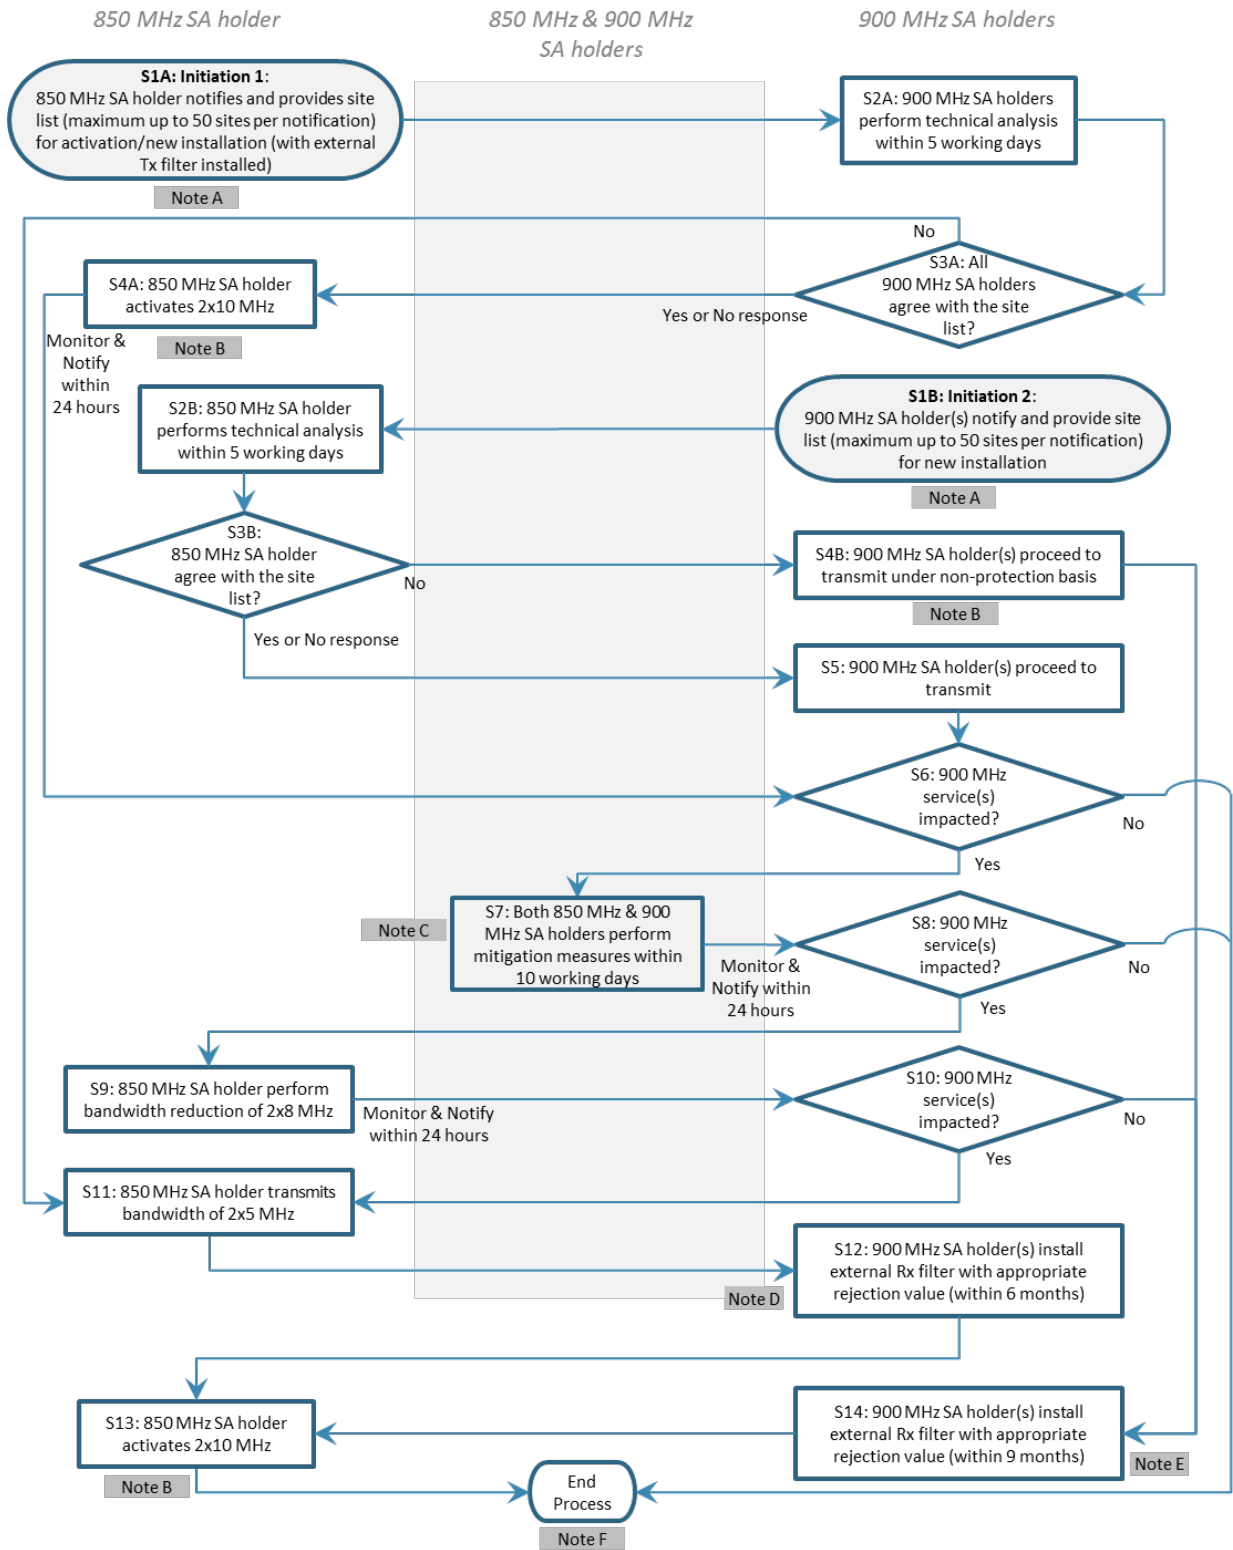 850 MHz SA holder
850 MHz & 900 MHz
SA holders
900 MHz SA holders
S1A: Initiation 1:
850 MHz SA holder notifies and provides site
list (maximum up to 50 sites per notification)
for activation/new installation (with external
Tx filter installed)
Note A
S2A: 900 MHz SA holders
perform technical analysis
within 5 working days
No
S3A: All
900 MHz SA holders
agree with the site
list?
Yes or No response
S4A: 850 MHz SA holder
activates 2x10 MHz
Note B
Monitor &
Notify
within
24 hours
S1B: Initiation 2:
900 MHz SA holder(s) notify and provide site
list (maximum up to 50 sites per notification)
for new installation
Note A
S2B: 850 MHz SA holder
performs technical analysis
within 5 working days
S3B:
850 MHz SA holder
agree with the site
list?
No
Yes or No response
S4B: 900 MHz SA holder(s) proceed to
transmit under non-protection basis
Note B
S5: 900 MHz SA holder(s) proceed to
transmit
S6: 900 MHz
service(s)
impacted?
No
Yes
Note C
S7: Both 850 MHz & 900
MHz SA holders perform
mitigation measures within
10 working days
Monitor &
Notify within
24 hours
S8: 900 MHz
service(s)
impacted?
No
Yes
S9: 850 MHz SA holder perform
bandwidth reduction of 2x8 MHz
Monitor & Notify
within 24 hours
S10: 900 MHz
service(s)
impacted?
No
Yes
S11: 850 MHz SA holder transmits
bandwidth of 2x5 MHz
S12: 900 MHz SA holder(s) install
external Rx filter with appropriate
rejection value (within 6 months)
Note D
S13: 850 MHz SA holder
activates 2x10 MHz
Note B
S14: 900 MHz SA holder(s) install
external Rx filter with appropriate
rejection value (within 9 months)
Note E
End
Process
Note F